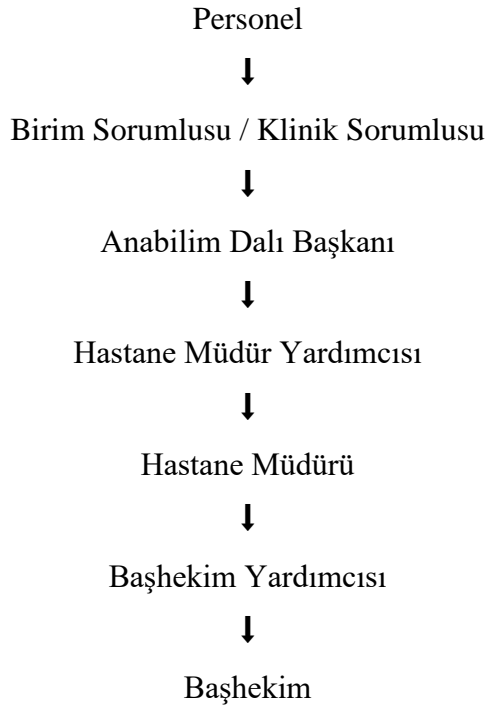 Personel
Birim Sorumlusu / Klinik Sorumlusu
Anabilim Dalı Başkanı
Hastane Müdür Yardımcısı
Hastane Müdürü
Başhekim Yardımcısı
Başhekim